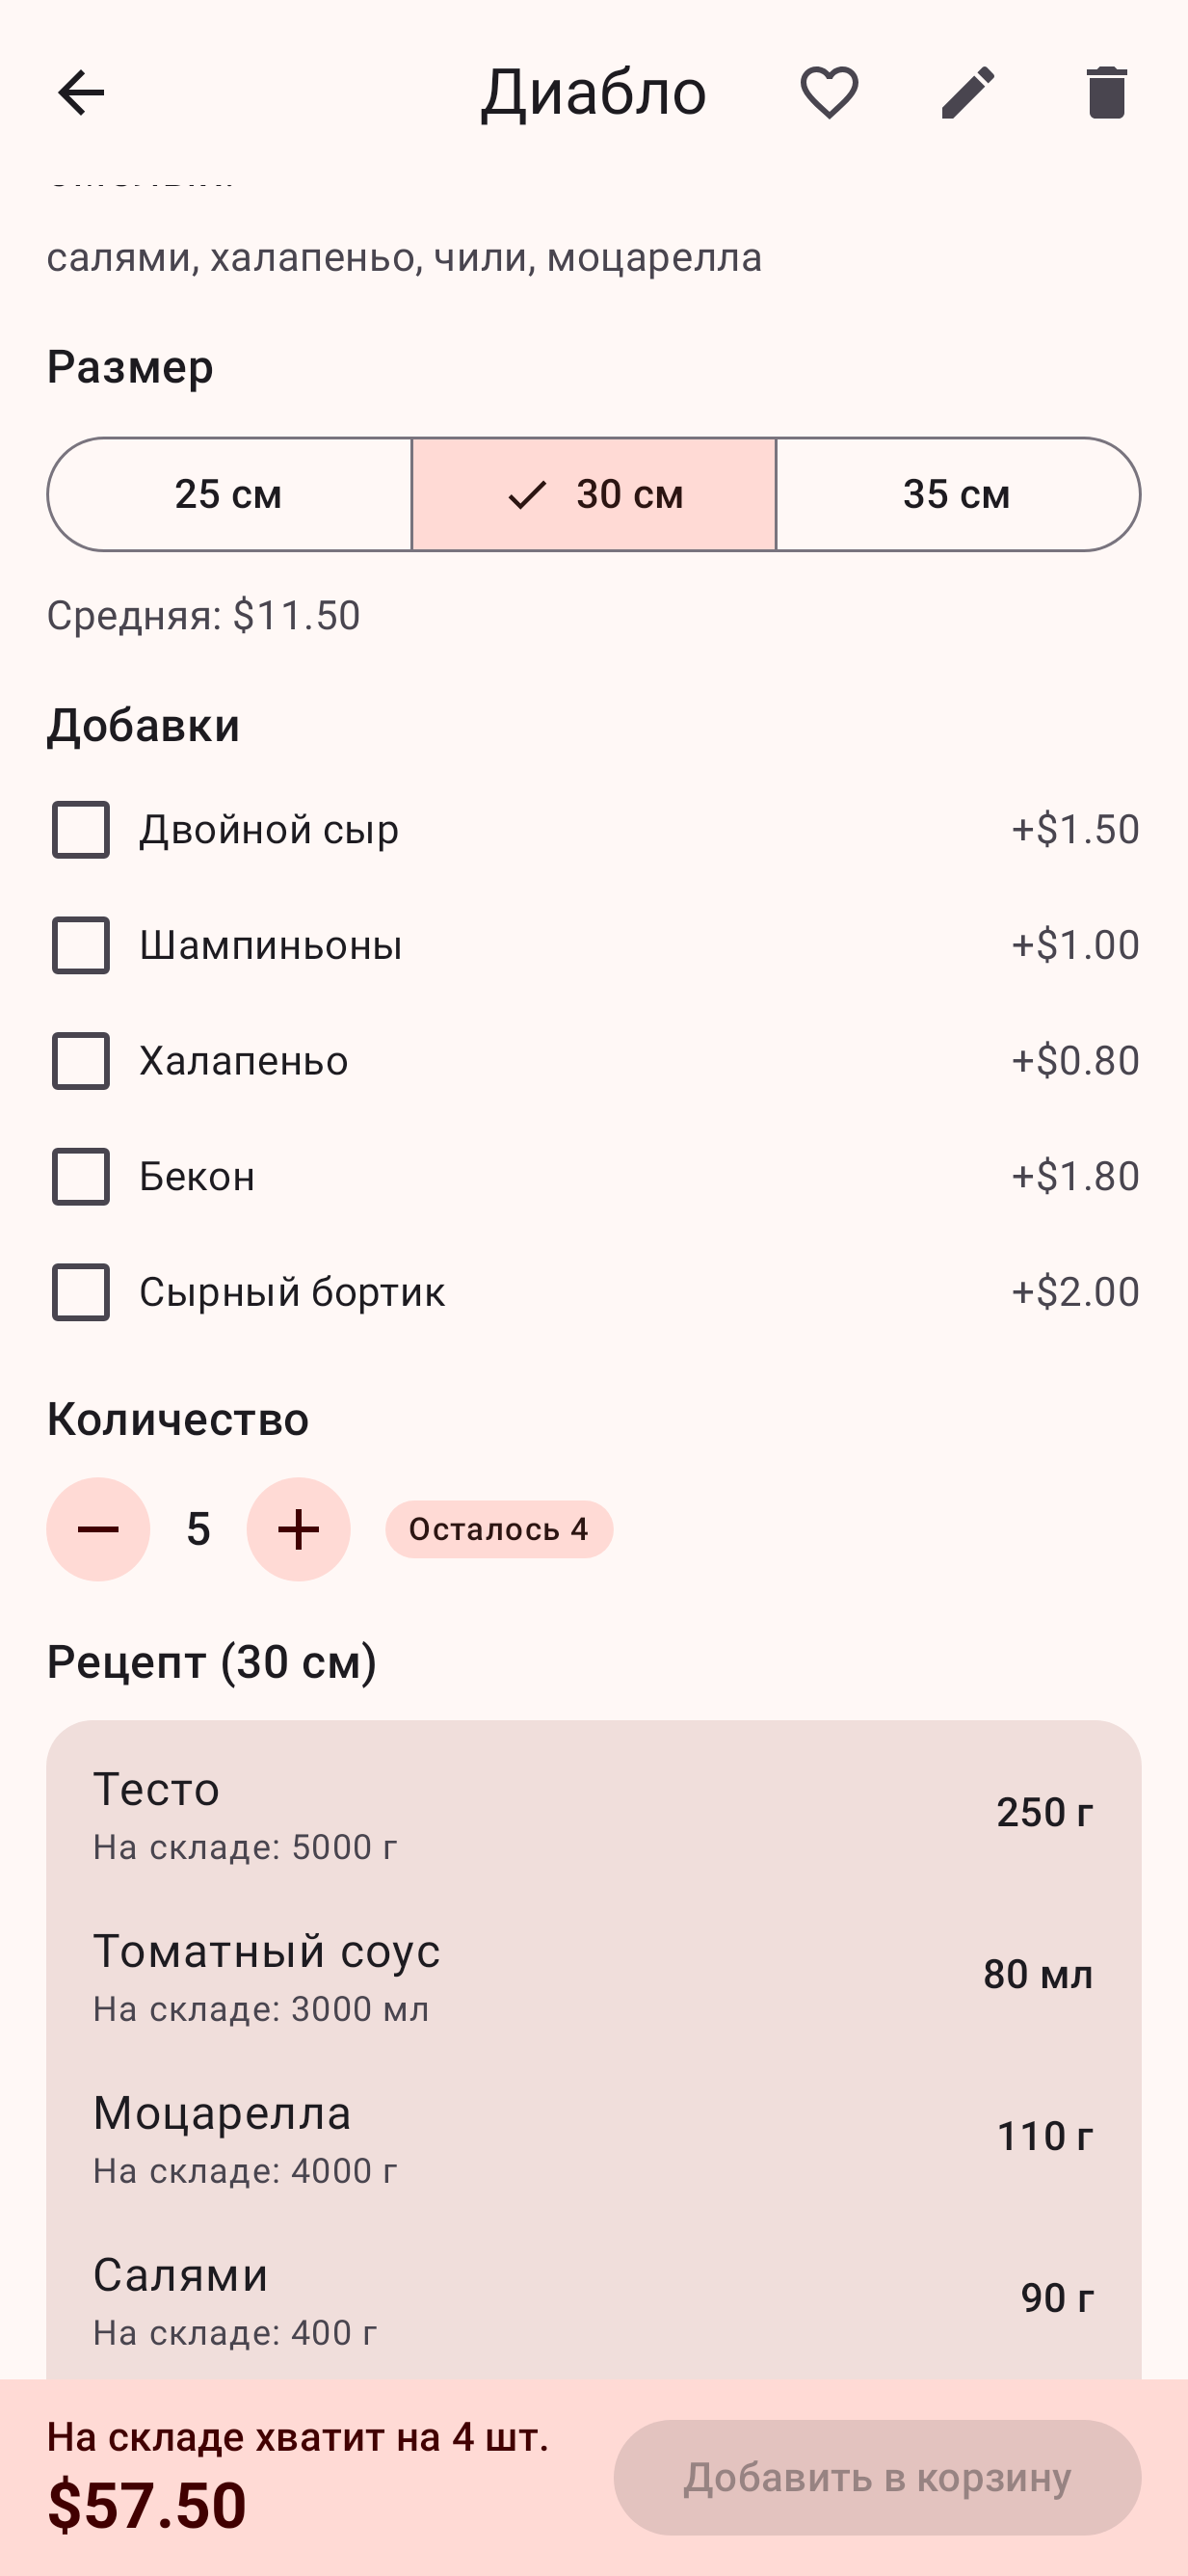 Диабло
салями, халапеньо, чили, моцарелла
Размер
25 см
30 см
35 см
Средняя: $11.50
Добавки
Двойной сыр +$1.50
Шампиньоны +$1.00
Халапеньо +$0.80
Бекон +$1.80
Сырный бортик +$2.00
Количество
5
Осталось 4
Рецепт (30 см)
Тесто
На складе: 5000 г
250 г
Томатный соус
На складе: 3000 мл
80 мл
Моцарелла
На складе: 4000 г
110 г
Салями
На складе: 400 г
90 г
На складе хватит на 4 шт.
$57.50
Добавить в корзину